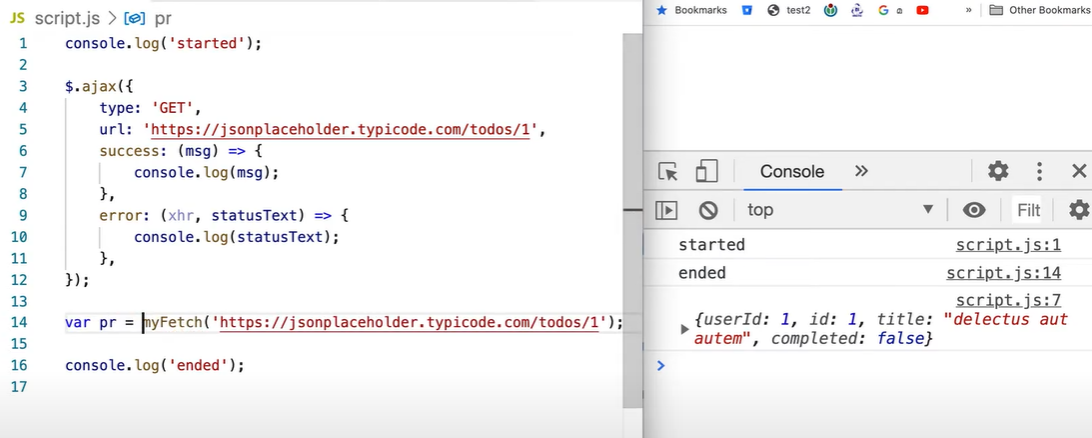 JS script.js > pr
1 console.log('started');
2
3 $.ajax({
4 type: 'GET',
5 url: 'https://jsonplaceholder.typicode.com/todos/1',
6 success: (msg) => {
7 console.log(msg);
8 },
9 error: (xhr, statusText) => {
10 console.log(statusText);
11 },
12 });
13
14 var pr = myFetch('https://jsonplaceholder.typicode.com/todos/1');
15
16 console.log('ended');
17
Bookmarks test2 G a » Other Bookmarks
Console »
top Filt
started script.js:1
ended script.js:14
script.js:7
{userId: 1, id: 1, title: "delectus aut
autem", completed: false}
>